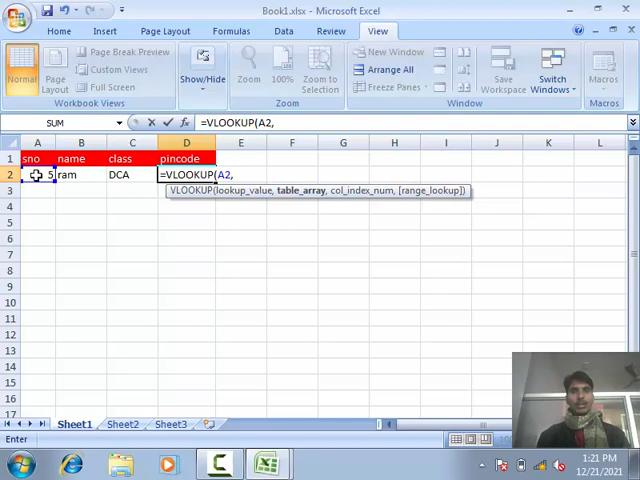 Book1.xlsx - Microsoft Excel
Home Insert Page Layout Formulas Data Review View
Normal Page Layout Page Break Preview Custom Views Full Screen Workbook Views
Show/Hide
Zoom 100% Zoom to Selection Zoom
New Window Arrange All Freeze Panes Save Workspace Switch Windows Window
Macros Macros
SUM =VLOOKUP(A2,
A B C D E F G H I J K L
1 sno name class pincode
2 5 ram DCA =VLOOKUP(A2,
3 VLOOKUP(lookup_value, table_array, col_index_num, [range_lookup])
4
5
6
7
8
9
10
11
12
13
14
15
16
17
Sheet1 Sheet2 Sheet3
Enter
1:21 PM
12/21/2021